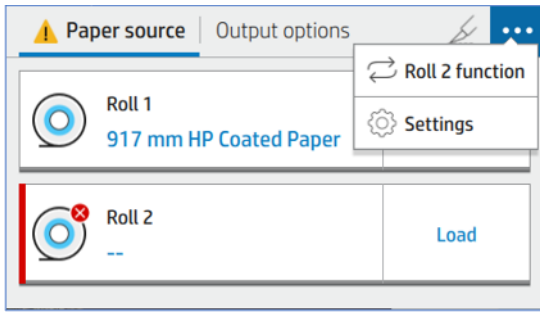 Paper source
Output options
Roll 2 function
Settings
Roll 1
917 mm HP Coated Paper
Roll 2
--
Load